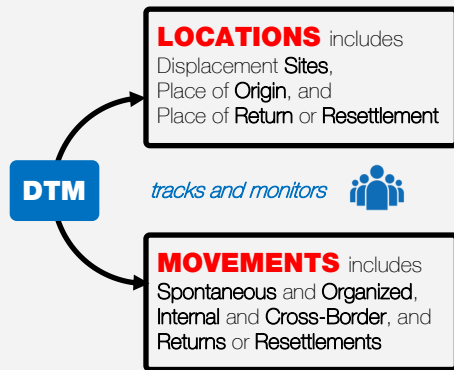 LOCATIONS includes
Displacement Sites,
Place of Origin, and
Place of Return or Resettlement
DTM
tracks and monitors
MOVEMENTS includes
Spontaneous and Organized,
Internal and Cross-Border, and
Returns or Resettlements